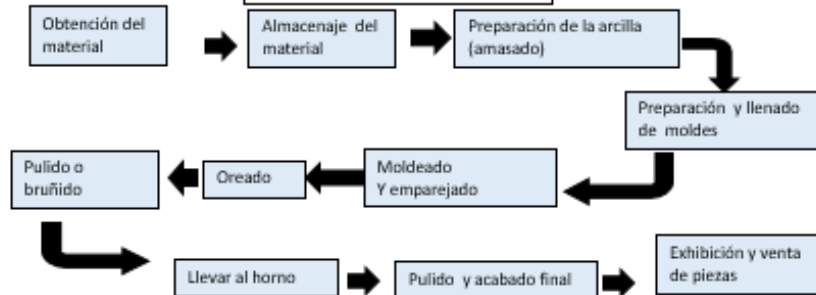 Obtención del
material
Almacenaje del
material
Preparación de la arcilla
(amasado)
Preparación y llenado
de moldes
Moldeado
Y emparejado
Oreado
Pulido o
bruñido
Llevar al horno
Pulido y acabado final
Exhibición y venta
de piezas